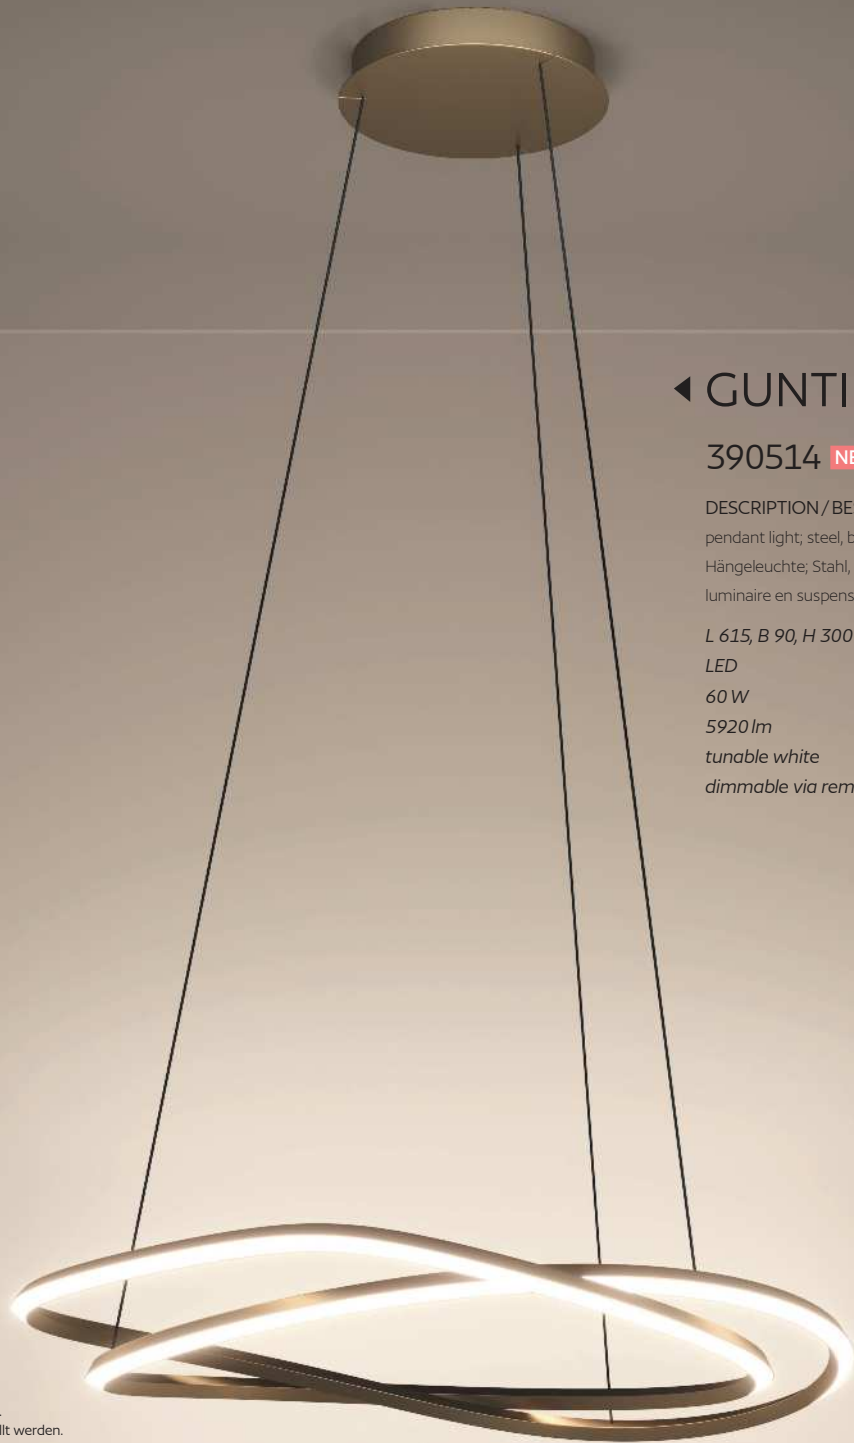 GUNTI
390514
DESCRIPTION / BE
pendant light; steel, b
Hängeleuchte; Stahl,
luminaire en suspens
L 615, B 90, H 300
LED
60 W
5920 lm
tunable white
dimmable via rem
llt werden.